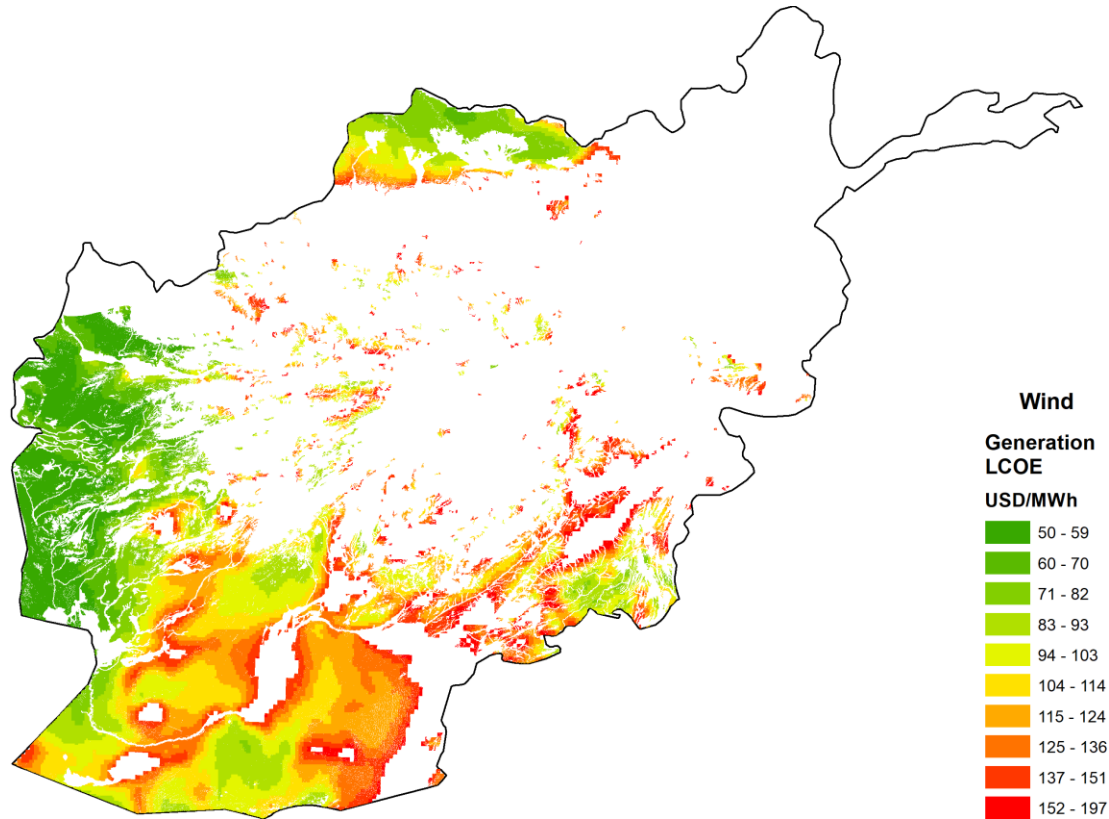 Wind
Generation
LCOE
USD/MWh
50 - 59
60 - 70
71 - 82
83 - 93
94 - 103
104 - 114
115 - 124
125 - 136
137 - 151
152 - 197